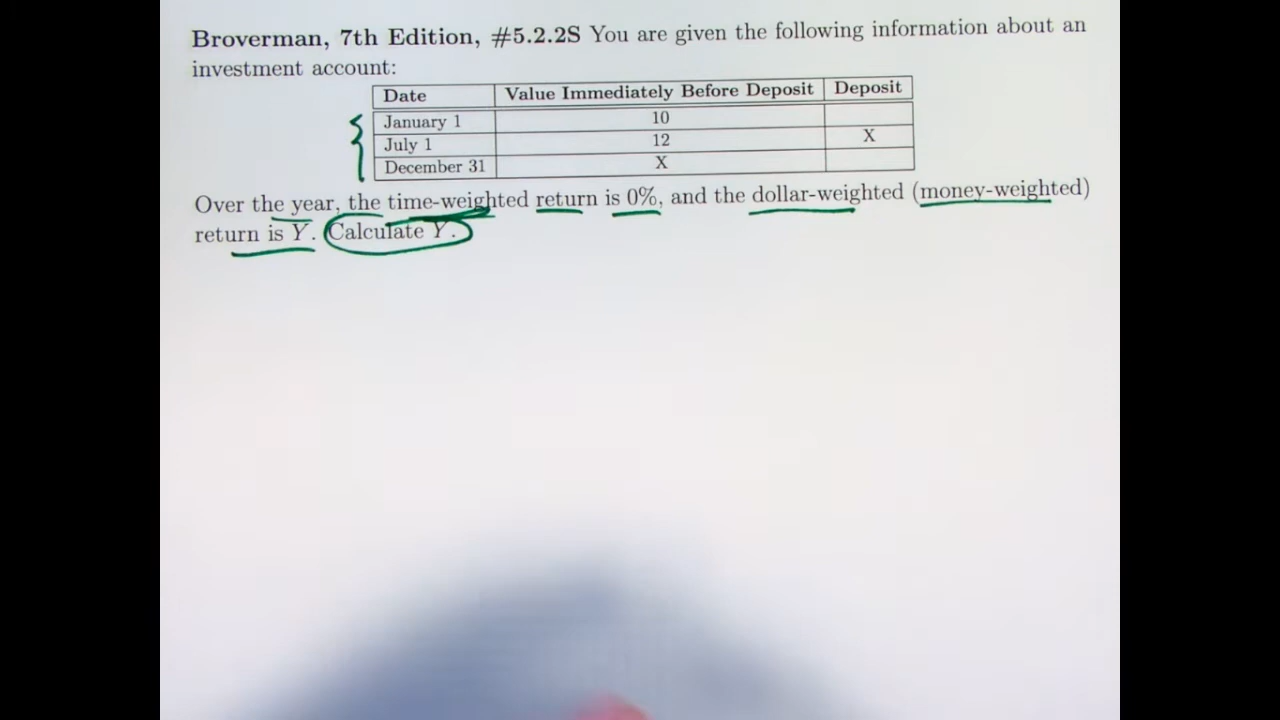 Broverman, 7th Edition, #5.2.2S You are given the following information about an
investment account:
Date Value Immediately Before Deposit Deposit
January 1 10
July 1 12 X
December 31 X
Over the year, the time-weighted return is 0%, and the dollar-weighted (money-weighted)
return is Y. Calculate Y.